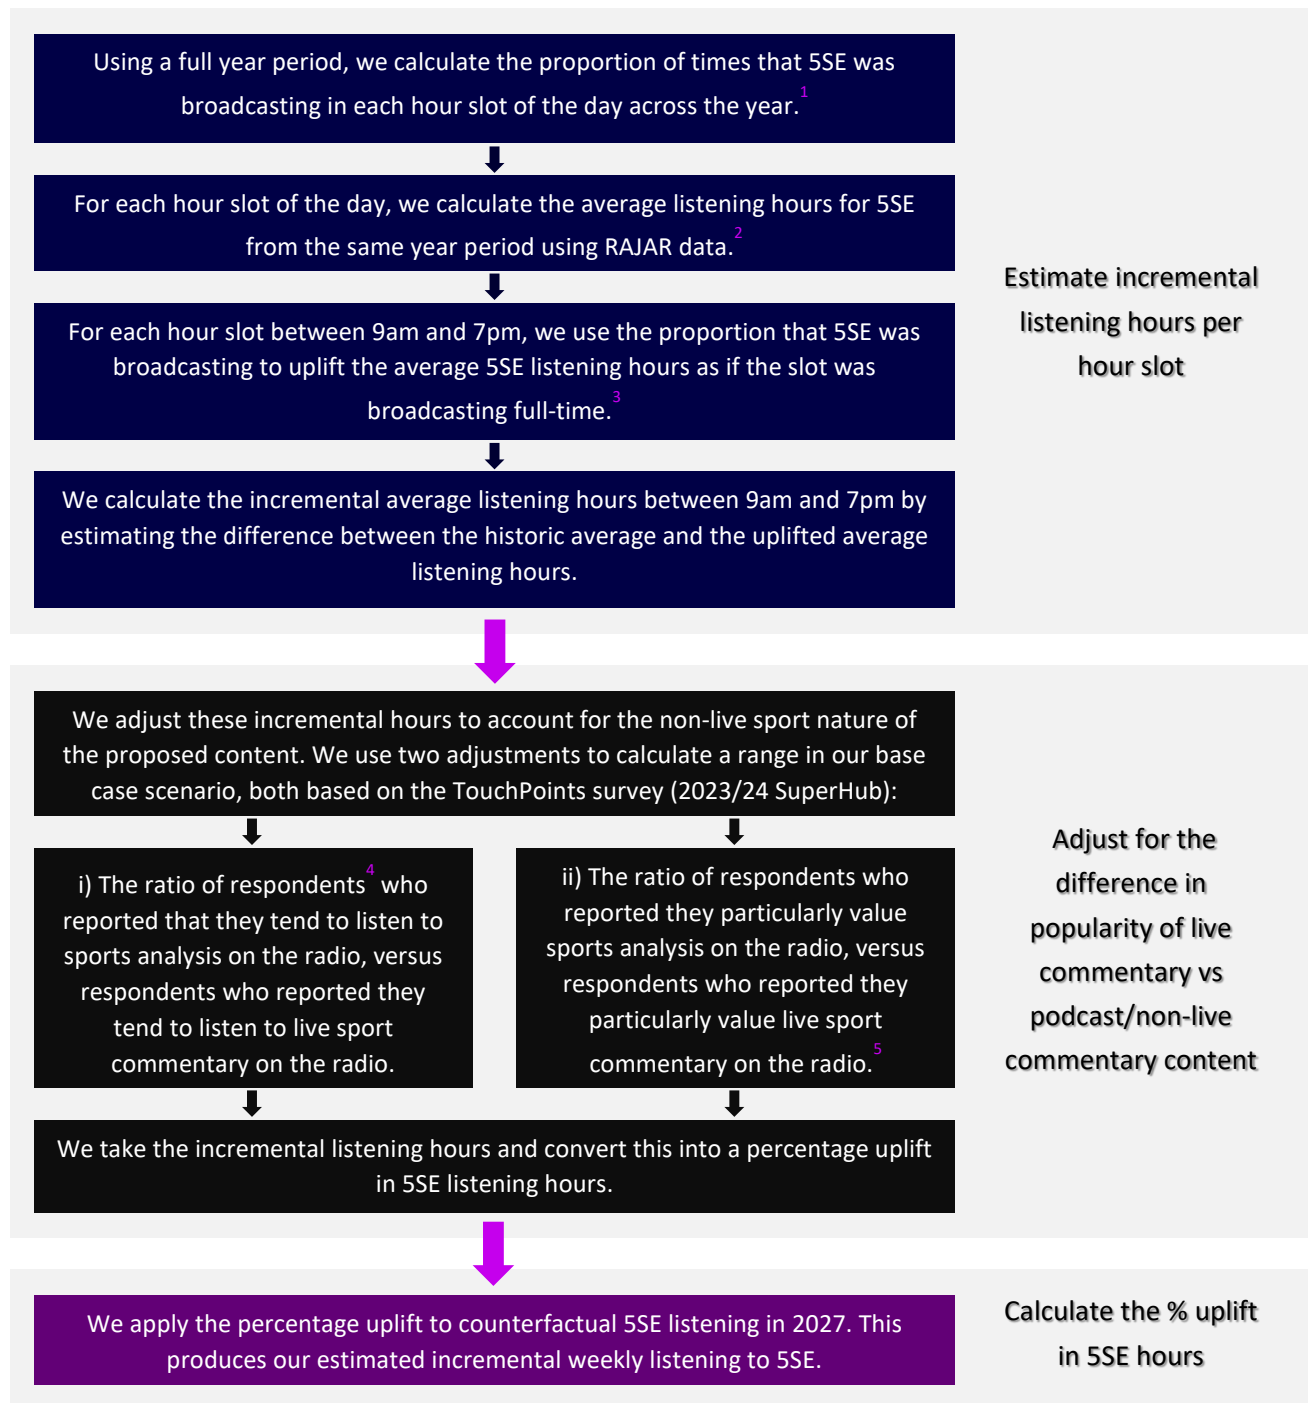 Using a full year period, we calculate the proportion of times that 5SE was
broadcasting in each hour slot of the day across the year.1
For each hour slot of the day, we calculate the average listening hours for 5SE
from the same year period using RAJAR data.2
For each hour slot between 9am and 7pm, we use the proportion that 5SE was
broadcasting to uplift the average 5SE listening hours as if the slot was
broadcasting full-time.3
We calculate the incremental average listening hours between 9am and 7pm by
estimating the difference between the historic average and the uplifted average
listening hours.
Estimate incremental
listening hours per
hour slot
We adjust these incremental hours to account for the non-live sport nature of
the proposed content. We use two adjustments to calculate a range in our base
case scenario, both based on the TouchPoints survey (2023/24 SuperHub):
i) The ratio of respondents4 who
reported that they tend to listen to
sports analysis on the radio, versus
respondents who reported they
tend to listen to live sport
commentary on the radio.
ii) The ratio of respondents who
reported they particularly value
sports analysis on the radio, versus
respondents who reported they
particularly value live sport
commentary on the radio.5
We take the incremental listening hours and convert this into a percentage uplift
in 5SE listening hours.
Adjust for the
difference in
popularity of live
commentary vs
podcast/non-live
commentary content
We apply the percentage uplift to counterfactual 5SE listening in 2027. This
produces our estimated incremental weekly listening to 5SE.
Calculate the % uplift
in 5SE hours